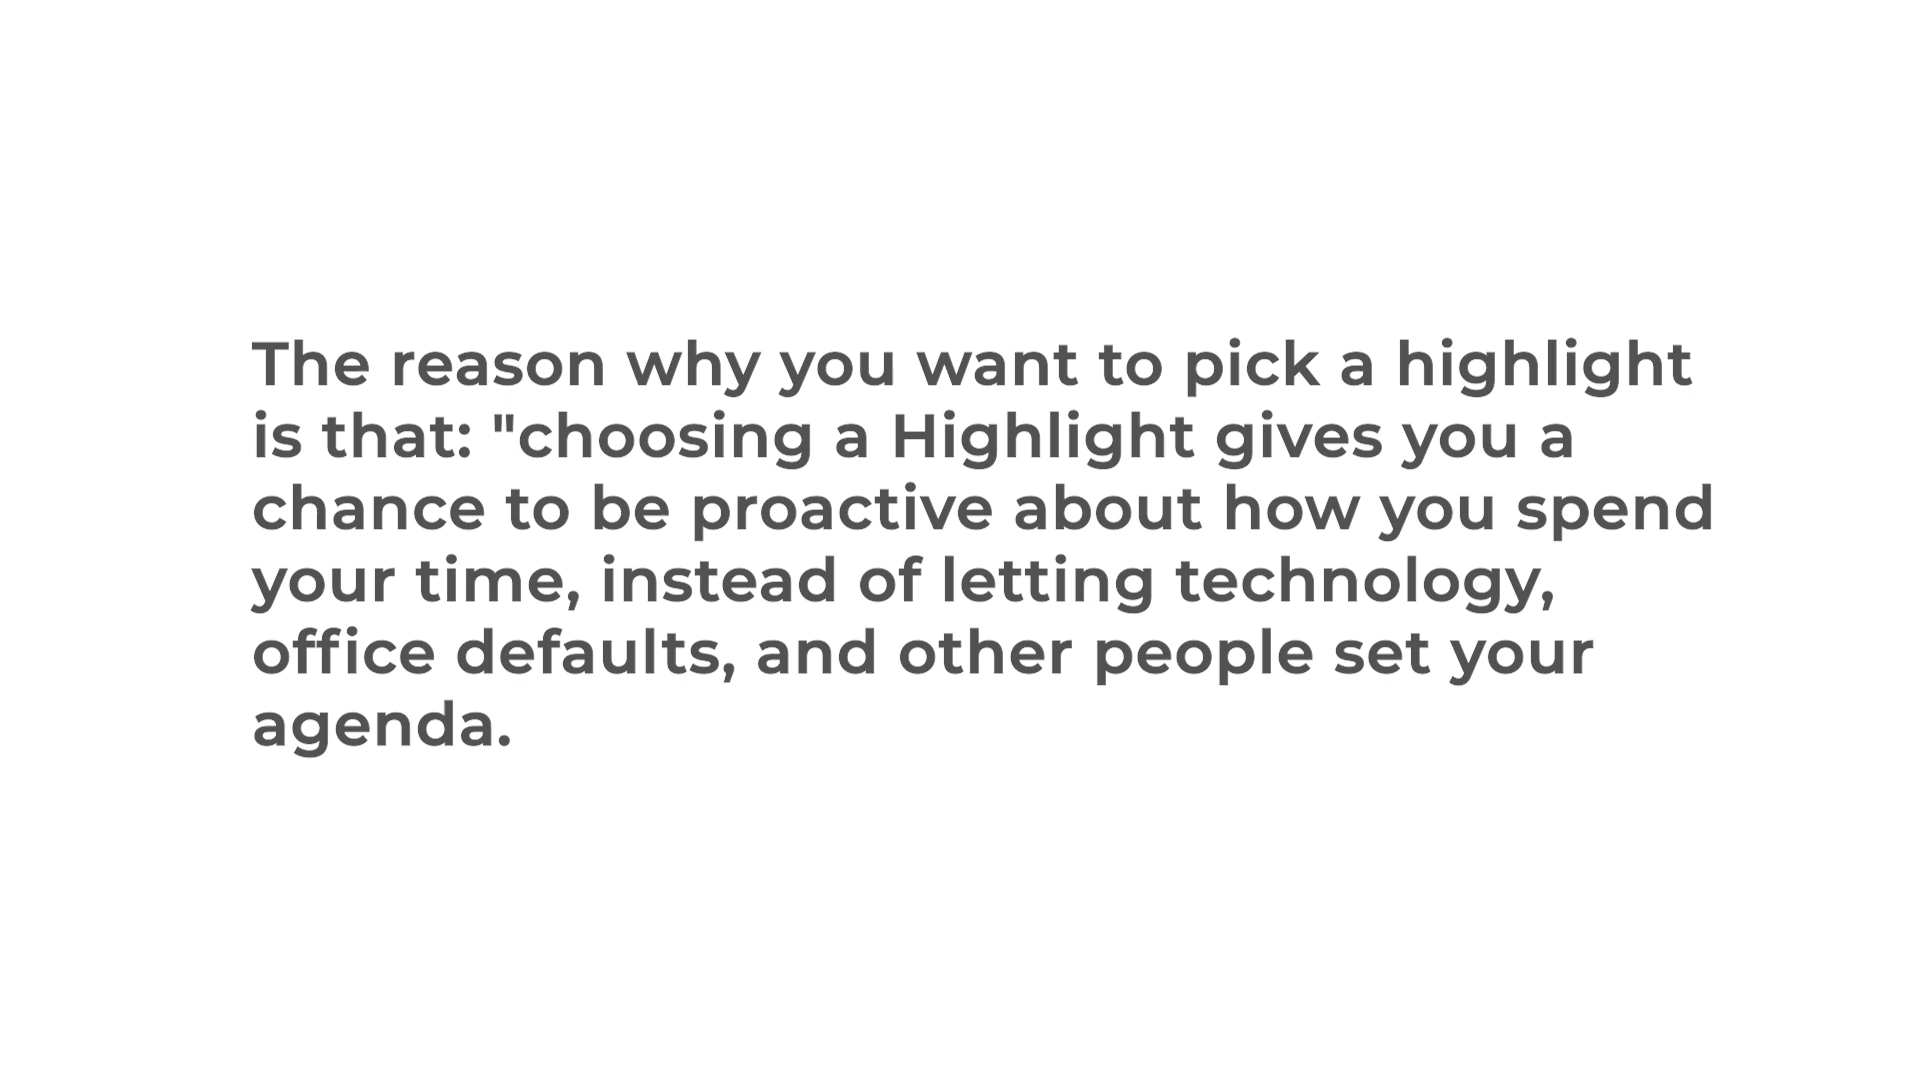 The reason why you want to pick a highlight
is that: "choosing a Highlight gives you a
chance to be proactive about how you spend
your time, instead of letting technology,
office defaults, and other people set your
agenda.